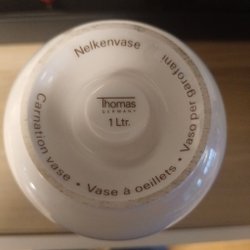 Nelkenvase
Thomas
GERMANY
1 Ltr.
Carnation vase • Vase à oeillets • Vaso per garofani